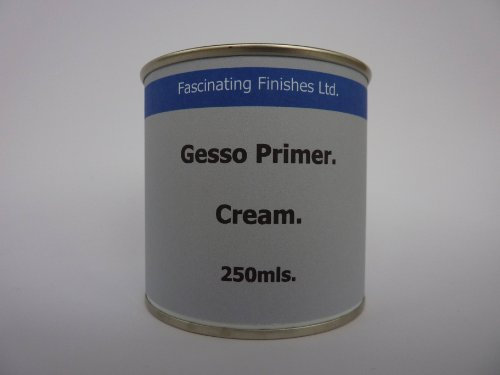 Fascinating Finishes Ltd.
Gesso Primer.
Cream.
250mls.